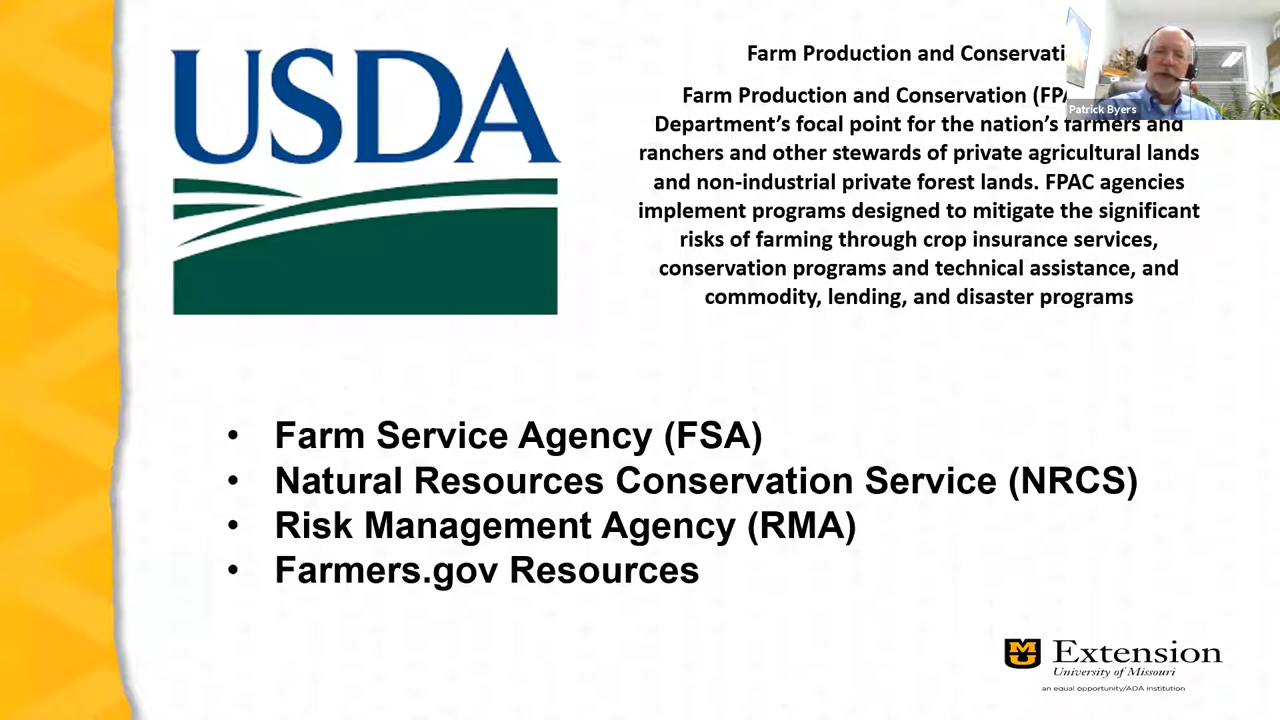 USDA
Farm Production and Conservati
Farm Production and Conservation (FPA
Patrick Byers
Department's focal point for the nation's farmers and
ranchers and other stewards of private agricultural lands
and non-industrial private forest lands. FPAC agencies
implement programs designed to mitigate the significant
risks of farming through crop insurance services,
conservation programs and technical assistance, and
commodity, lending, and disaster programs
• Farm Service Agency (FSA)
• Natural Resources Conservation Service (NRCS)
• Risk Management Agency (RMA)
• Farmers.gov Resources
Extension
University of Missouri
an equal opportunity/ADA institution